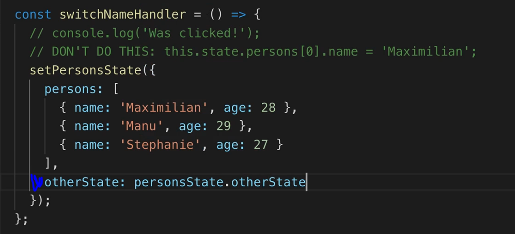 const switchNameHandler = () => {
// console.log('Was clicked!');
// DON'T DO THIS: this.state.persons[0].name = 'Maximilian';
setPersonsState({
persons: [
{ name: 'Maximilian', age: 28 },
{ name: 'Manu', age: 29 },
{ name: 'Stephanie', age: 27 }
],
otherState: personsState.otherState
});
};